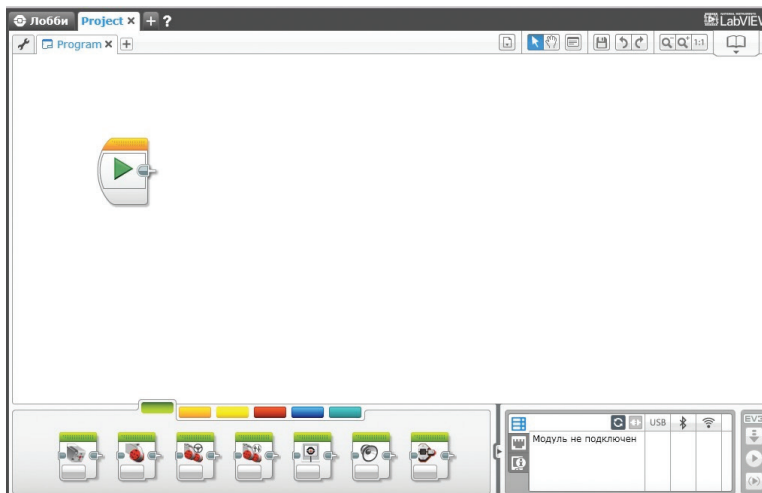 Лобби Project × + ?
LabVIEW
Program × +
1:1
USB
Модуль не подключен
EV3